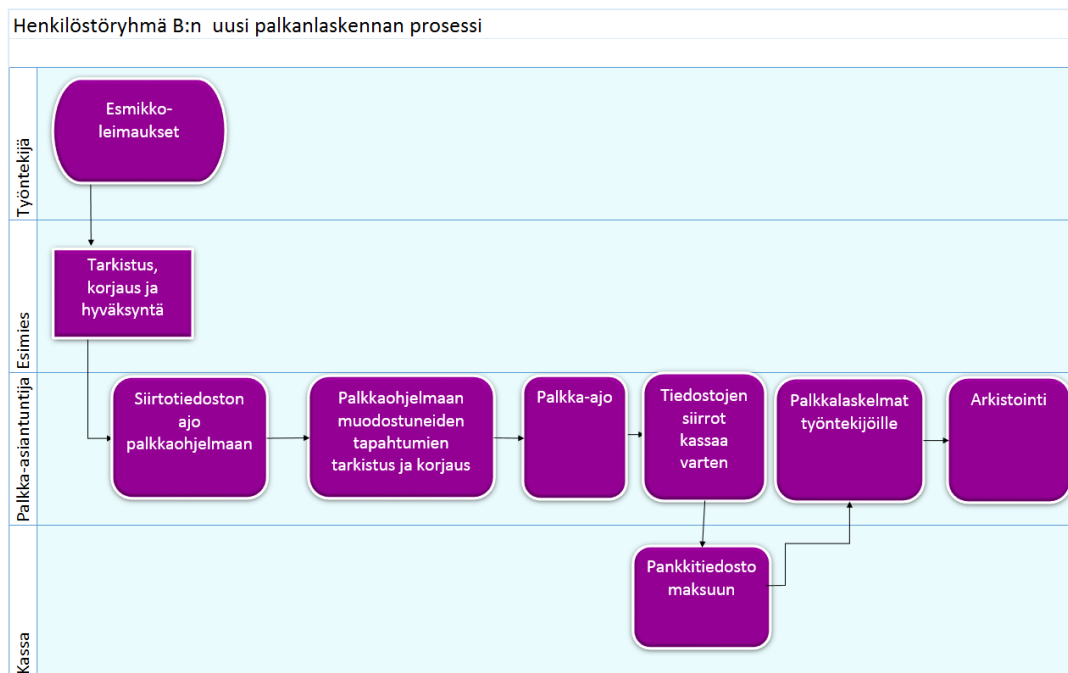 Henkilöstöryhmä B:n uusi palkanlaskennan prosessi
Työntekijä
Esmikko-
leimaukset
Esimies
Tarkistus,
korjaus ja
hyväksyntä
Palkka-asiantuntija
Siirtotiedoston
ajo
palkkaohjelmaan
Palkkaohjelmaan
muodostuneiden
tapahtumien
tarkistus ja korjaus
Palkka-ajo
Tiedostojen
siirrot
kassaa
varten
Palkkalaskelmat
työntekijöille
Arkistointi
Kassa
Pankkitiedosto
maksuun